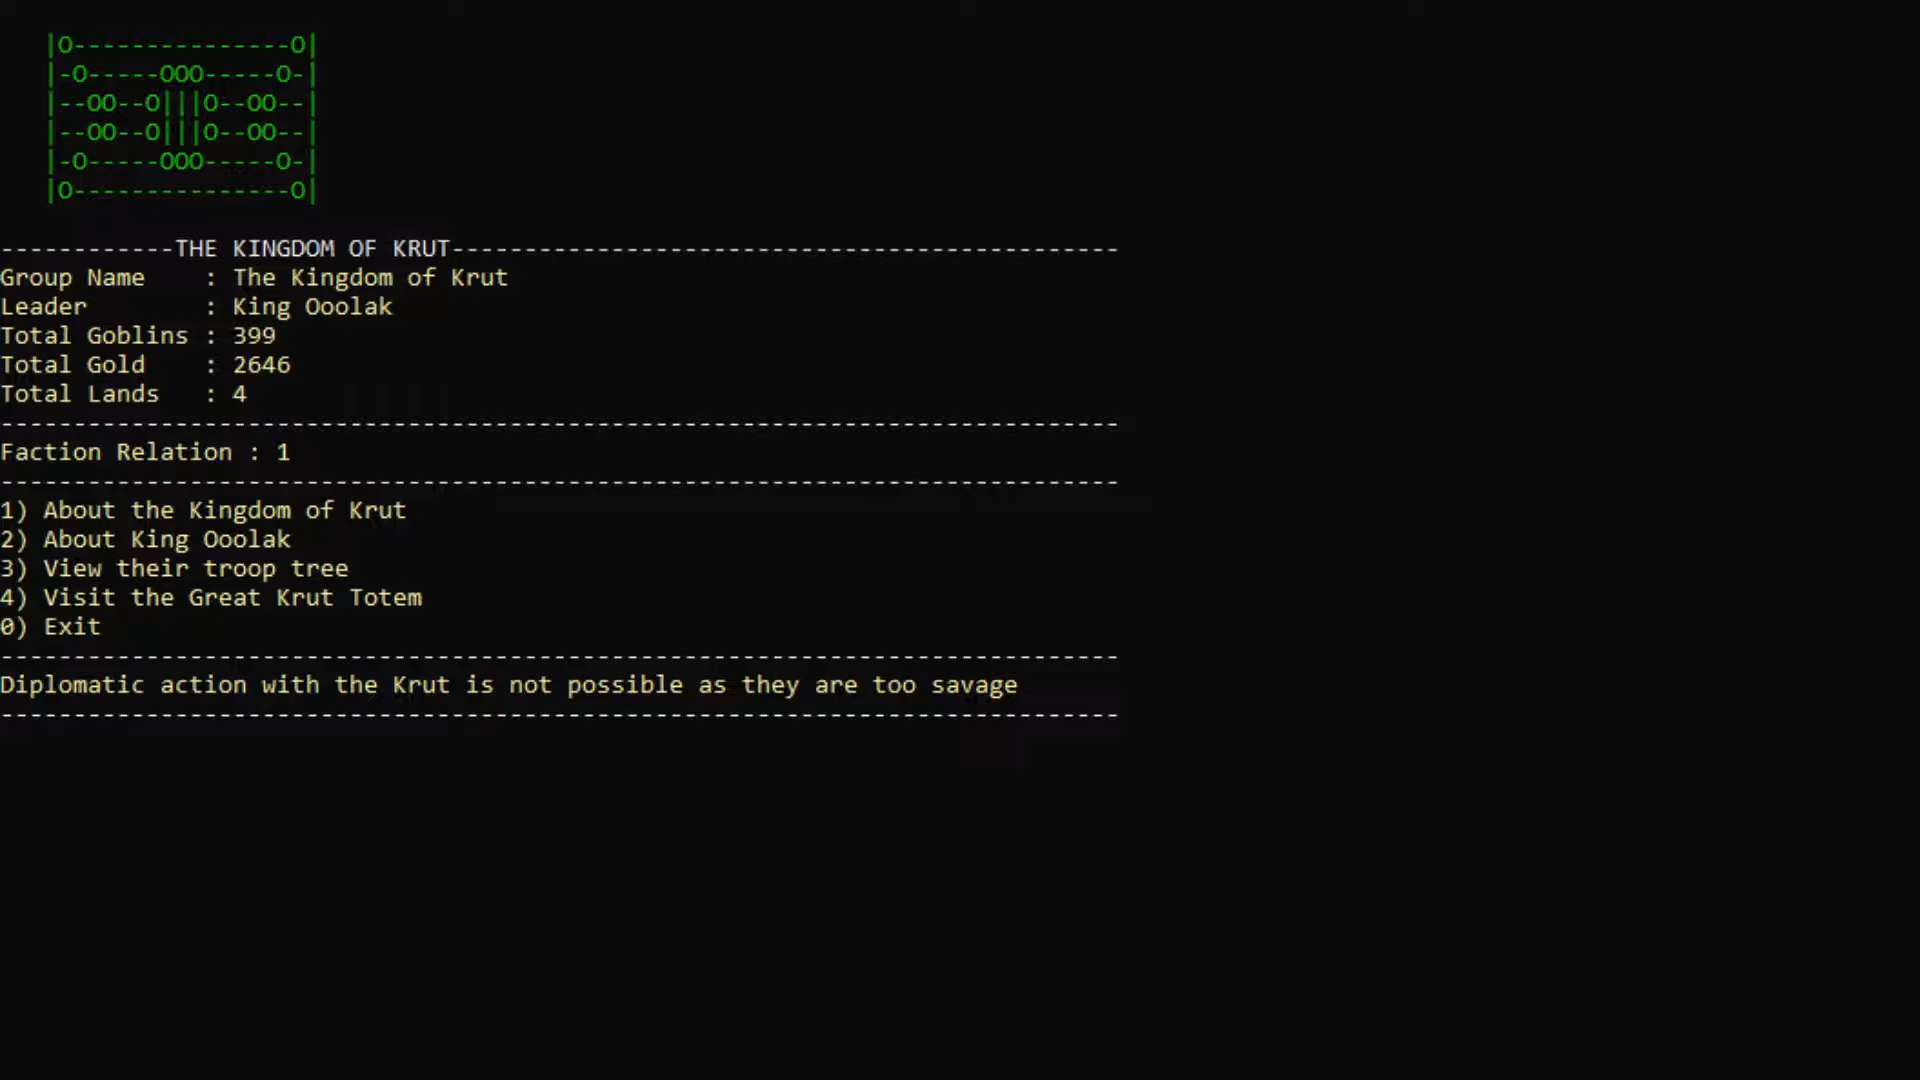 |O---------------O|
|-O-----OOO-----O-|
|--OO--O|||O--OO--|
|--OO--O|||O--OO--|
|-O-----OOO-----O-|
|O---------------O|
------------THE KINGDOM OF KRUT----------------------------------------------
Group Name    : The Kingdom of Krut
Leader        : King Ooolak
Total Goblins : 399
Total Gold    : 2646
Total Lands   : 4
-----------------------------------------------------------------------------
Faction Relation : 1
-----------------------------------------------------------------------------
1) About the Kingdom of Krut
2) About King Ooolak
3) View their troop tree
4) Visit the Great Krut Totem
0) Exit
-----------------------------------------------------------------------------
Diplomatic action with the Krut is not possible as they are too savage
-----------------------------------------------------------------------------